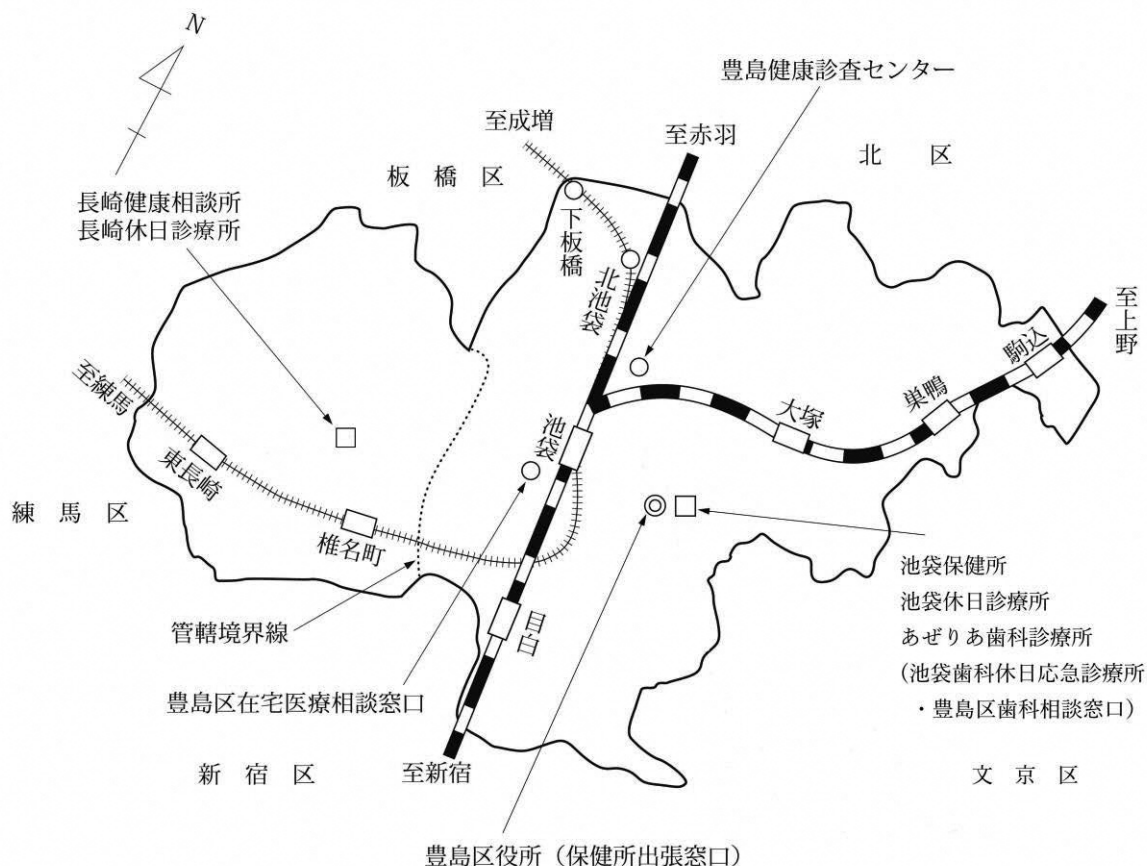 N
豊島健康診査センター
至成増
至赤羽
北 区
板 橋 区
長崎健康相談所
長崎休日診療所
下板橋
北池袋
至上野
駒込
巣鴨
大塚
至練馬
東長崎
池袋
練 馬 区
椎名町
池袋保健所
池袋休日診療所
あぜりあ歯科診療所
(池袋歯科休日応急診療所
・豊島区歯科相談窓口)
管轄境界線
目白
豊島区在宅医療相談窓口
新 宿 区
至新宿
文 京 区
豊島区役所（保健所出張窓口）